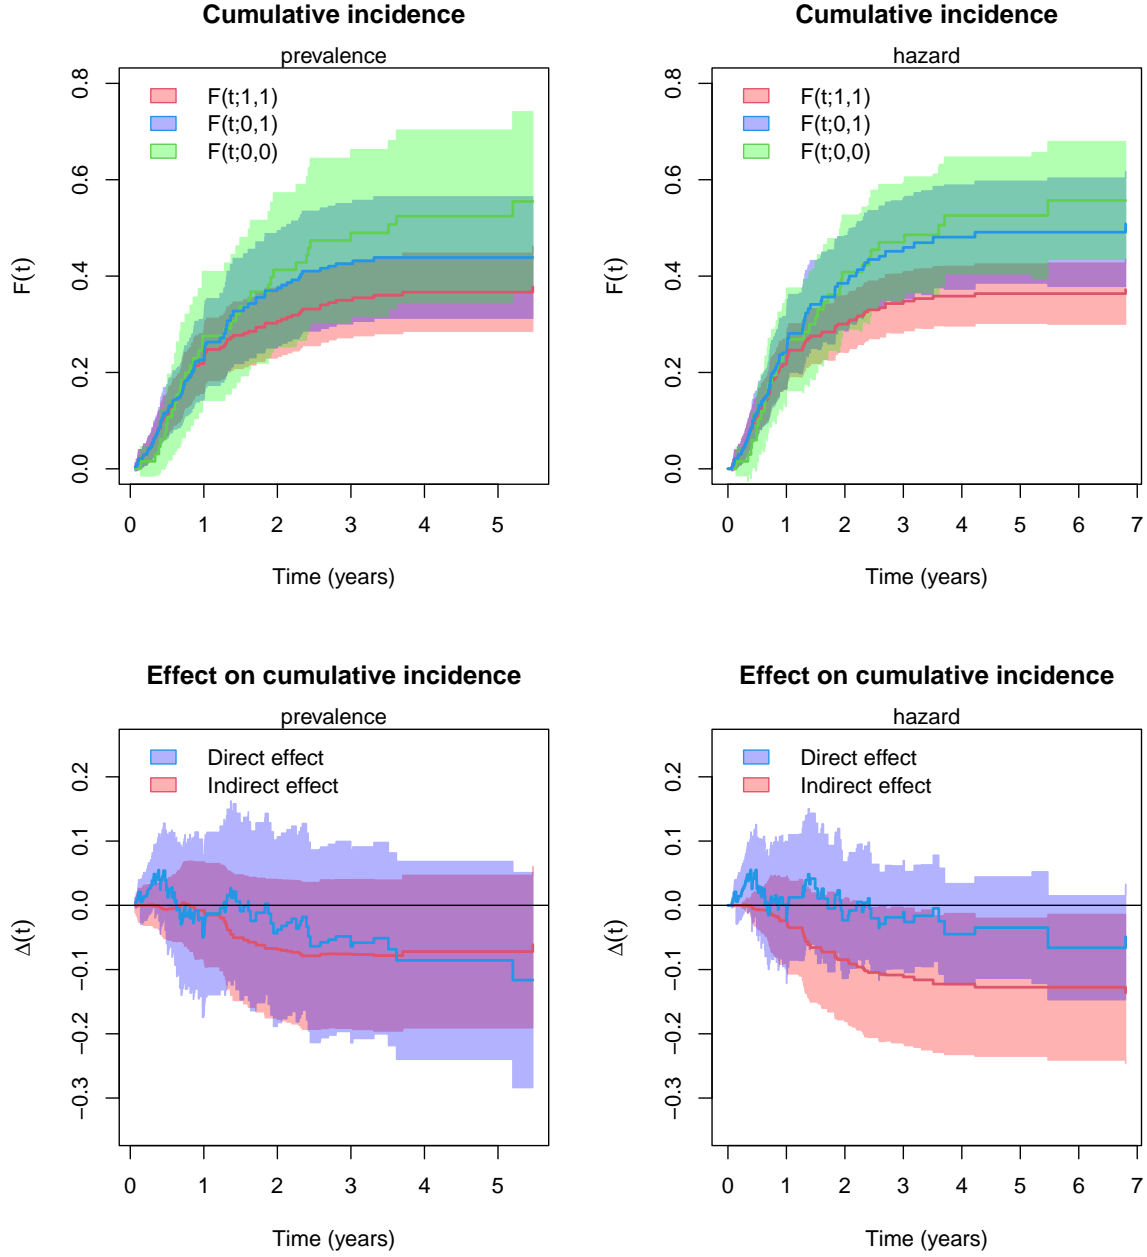 Cumulative incidence
prevalence
F(t;1,1)
F(t;0,1)
F(t;0,0)
0.8
0.6
0.4
0.2
0.0
F(t)
0 1 2 3 4 5
Time (years)
Cumulative incidence
hazard
F(t;1,1)
F(t;0,1)
F(t;0,0)
0.8
0.6
0.4
0.2
0.0
F(t)
0 1 2 3 4 5 6 7
Time (years)
Effect on cumulative incidence
prevalence
Direct effect
Indirect effect
0.2
0.1
0.0
−0.1
−0.2
−0.3
Δ(t)
0 1 2 3 4 5
Time (years)
Effect on cumulative incidence
hazard
Direct effect
Indirect effect
0.2
0.1
0.0
−0.1
−0.2
−0.3
Δ(t)
0 1 2 3 4 5 6 7
Time (years)